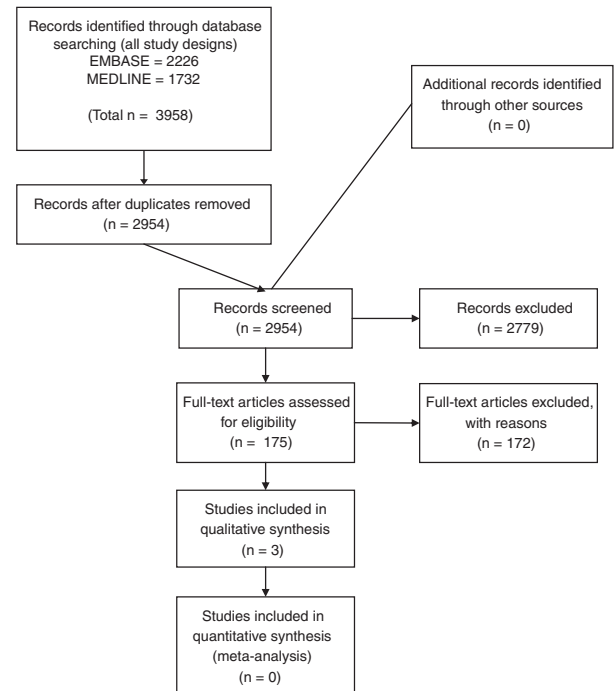 Records identified through database
searching (all study designs)
EMBASE = 2226
MEDLINE = 1732
(Total n = 3958)
Additional records identified
through other sources
(n = 0)
Records after duplicates removed
(n = 2954)
Records screened
(n = 2954)
Records excluded
(n = 2779)
Full-text articles assessed
for eligibility
(n = 175)
Full-text articles excluded,
with reasons
(n = 172)
Studies included in
qualitative synthesis
(n = 3)
Studies included in
quantitative synthesis
(meta-analysis)
(n = 0)